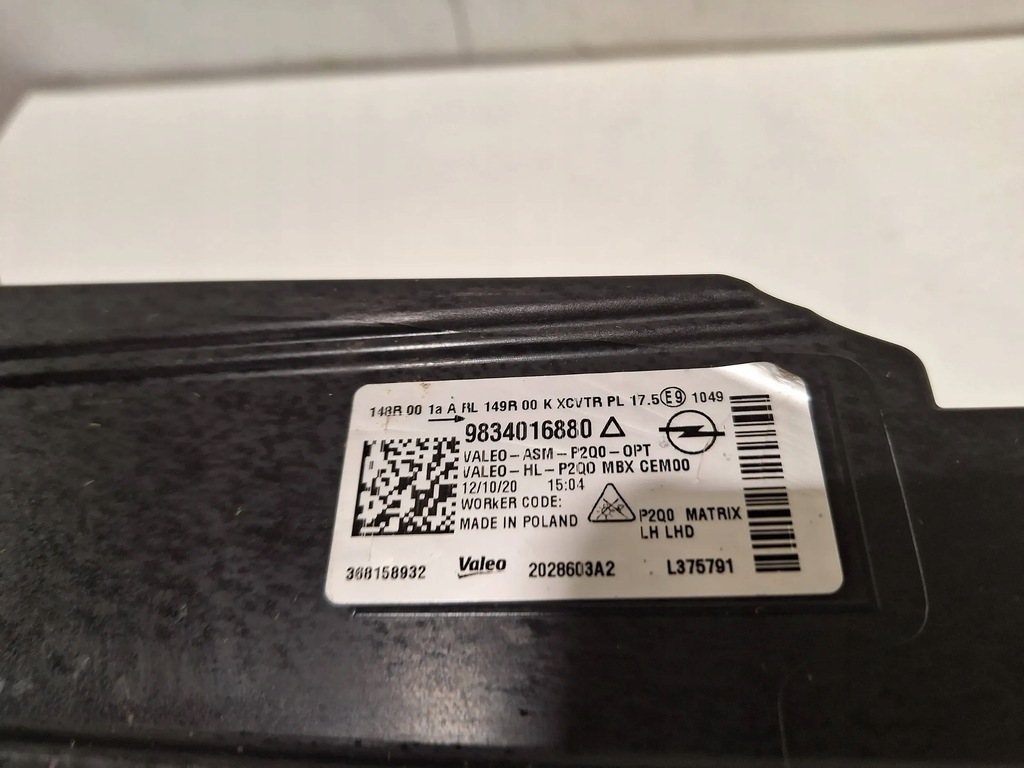 148R 00 1a A RL 149R 00 K XCVTR PL 17.5 E9 1049
9834016880
VALEO-ASM-P2Q0-OPT
VALEO-HL-P2Q0 MBX CEM00
12/10/20 15:04
WORKER CODE:
MADE IN POLAND
P2Q0 MATRIX
LH LHD
368158932 Valeo 2028603A2 L375791